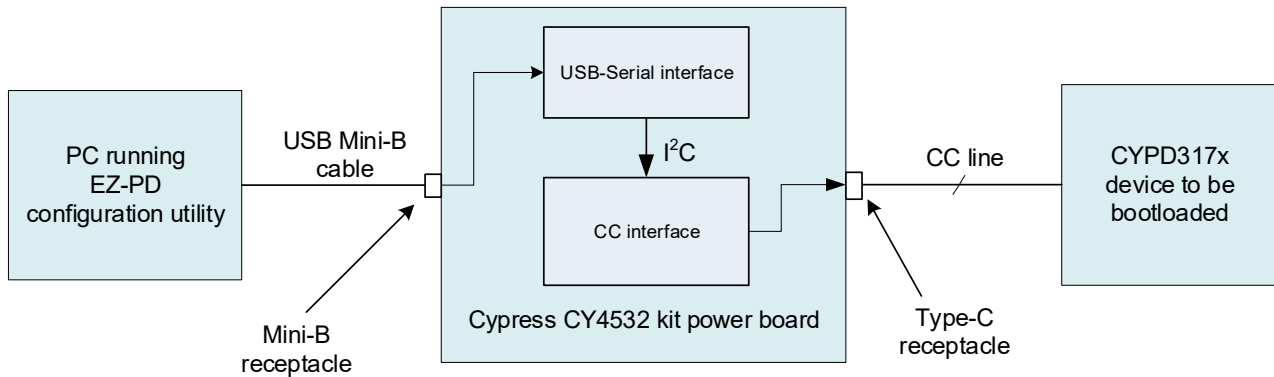 PC running
EZ-PD
configuration utility
USB Mini-B
cable
Mini-B
receptacle
USB-Serial interface
I²C
CC interface
Cypress CY4532 kit power board
CC line
Type-C
receptacle
CYPD317x
device to be
bootloaded